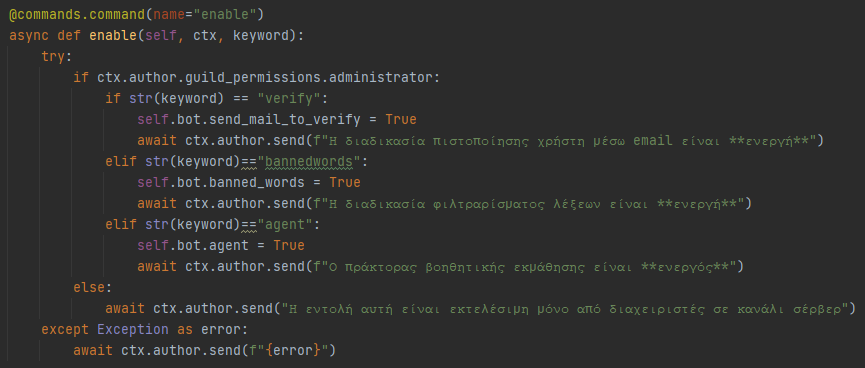 @commands.command(name="enable")
async def enable(self, ctx, keyword):
    try:
        if ctx.author.guild_permissions.administrator:
            if str(keyword) == "verify":
                self.bot.send_mail_to_verify = True
                await ctx.author.send(f"Η διαδικασία πιστοποίησης χρήστη μέσω email είναι **ενεργή**")
            elif str(keyword)=="bannedwords":
                self.bot.banned_words = True
                await ctx.author.send(f"Η διαδικασία φιλτραρίσματος λέξεων είναι **ενεργή**")
            elif str(keyword)=="agent":
                self.bot.agent = True
                await ctx.author.send(f"Ο πράκτορας βοηθητικής εκμάθησης είναι **ενεργός**")
        else:
            await ctx.author.send("Η εντολή αυτή είναι εκτελέσιμη μόνο από διαχειριστές σε κανάλι σέρβερ")
    except Exception as error:
        await ctx.author.send(f"{error}")